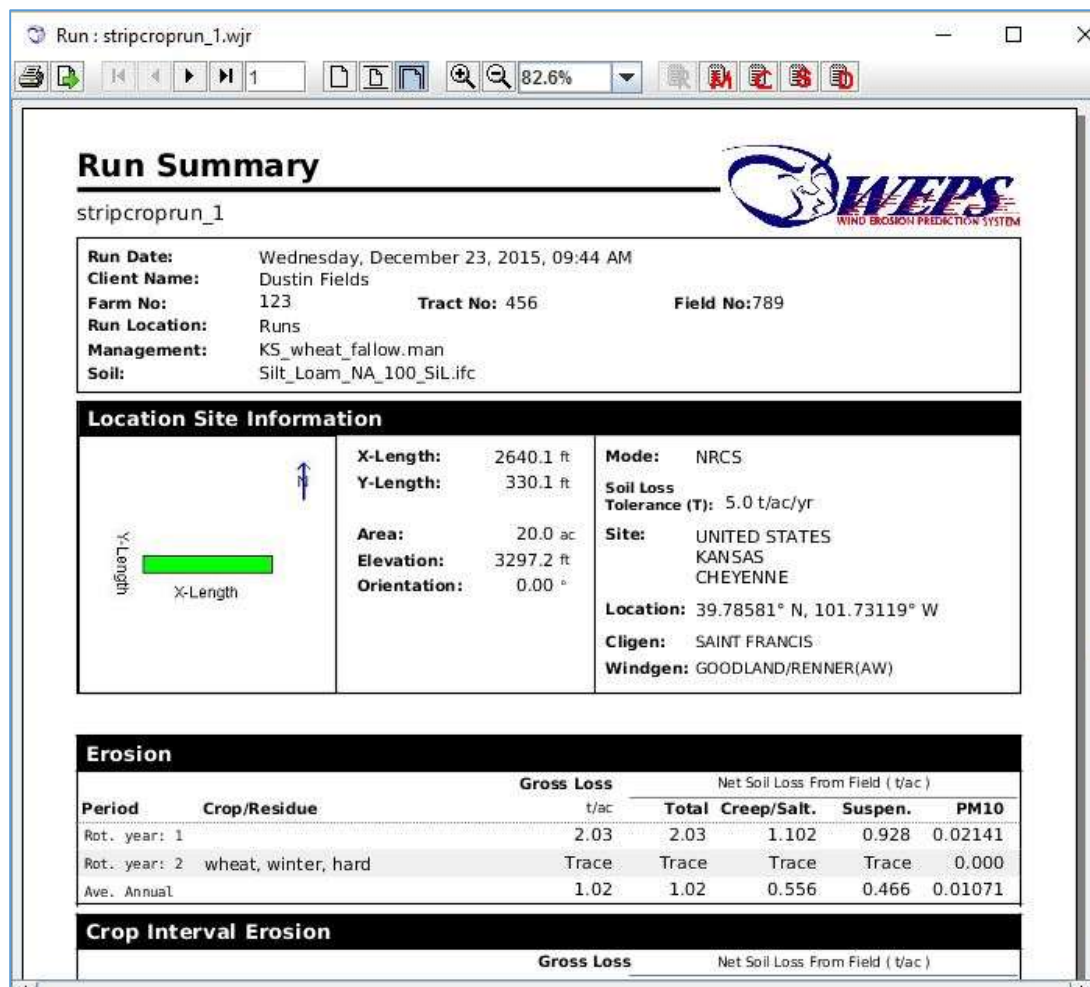 Run : stripcroprun_1.wjr
1
82.6%
R M C S D
Run Summary
WEPS
WIND EROSION PREDICTION SYSTEM
stripcroprun_1
Run Date: Wednesday, December 23, 2015, 09:44 AM
Client Name: Dustin Fields
Farm No: 123 Tract No: 456 Field No:789
Run Location: Runs
Management: KS_wheat_fallow.man
Soil: Silt_Loam_NA_100_SiL.ifc
Location Site Information
N
Y-Length
X-Length
X-Length: 2640.1 ft
Y-Length: 330.1 ft
Area: 20.0 ac
Elevation: 3297.2 ft
Orientation: 0.00 °
Mode: NRCS
Soil Loss
Tolerance (T): 5.0 t/ac/yr
Site: UNITED STATES
KANSAS
CHEYENNE
Location: 39.78581° N, 101.73119° W
Cligen: SAINT FRANCIS
Windgen: GOODLAND/RENNER(AW)
Erosion
Gross Loss Net Soil Loss From Field ( t/ac )
Period Crop/Residue t/ac Total Creep/Salt. Suspen. PM10
Rot. year: 1 2.03 2.03 1.102 0.928 0.02141
Rot. year: 2 wheat, winter, hard Trace Trace Trace Trace 0.000
Ave. Annual 1.02 1.02 0.556 0.466 0.01071
Crop Interval Erosion
Gross Loss Net Soil Loss From Field ( t/ac )